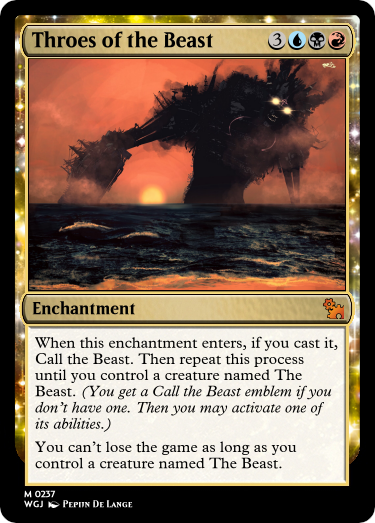 Throes of the Beast 3
Enchantment
When this enchantment enters, if you cast it,
Call the Beast. Then repeat this process
until you control a creature named The
Beast. (You get a Call the Beast emblem if you
don't have one. Then you may activate one of
its abilities.)
You can't lose the game as long as you
control a creature named The Beast.
M 0237
WGJ Pepijn De Lange